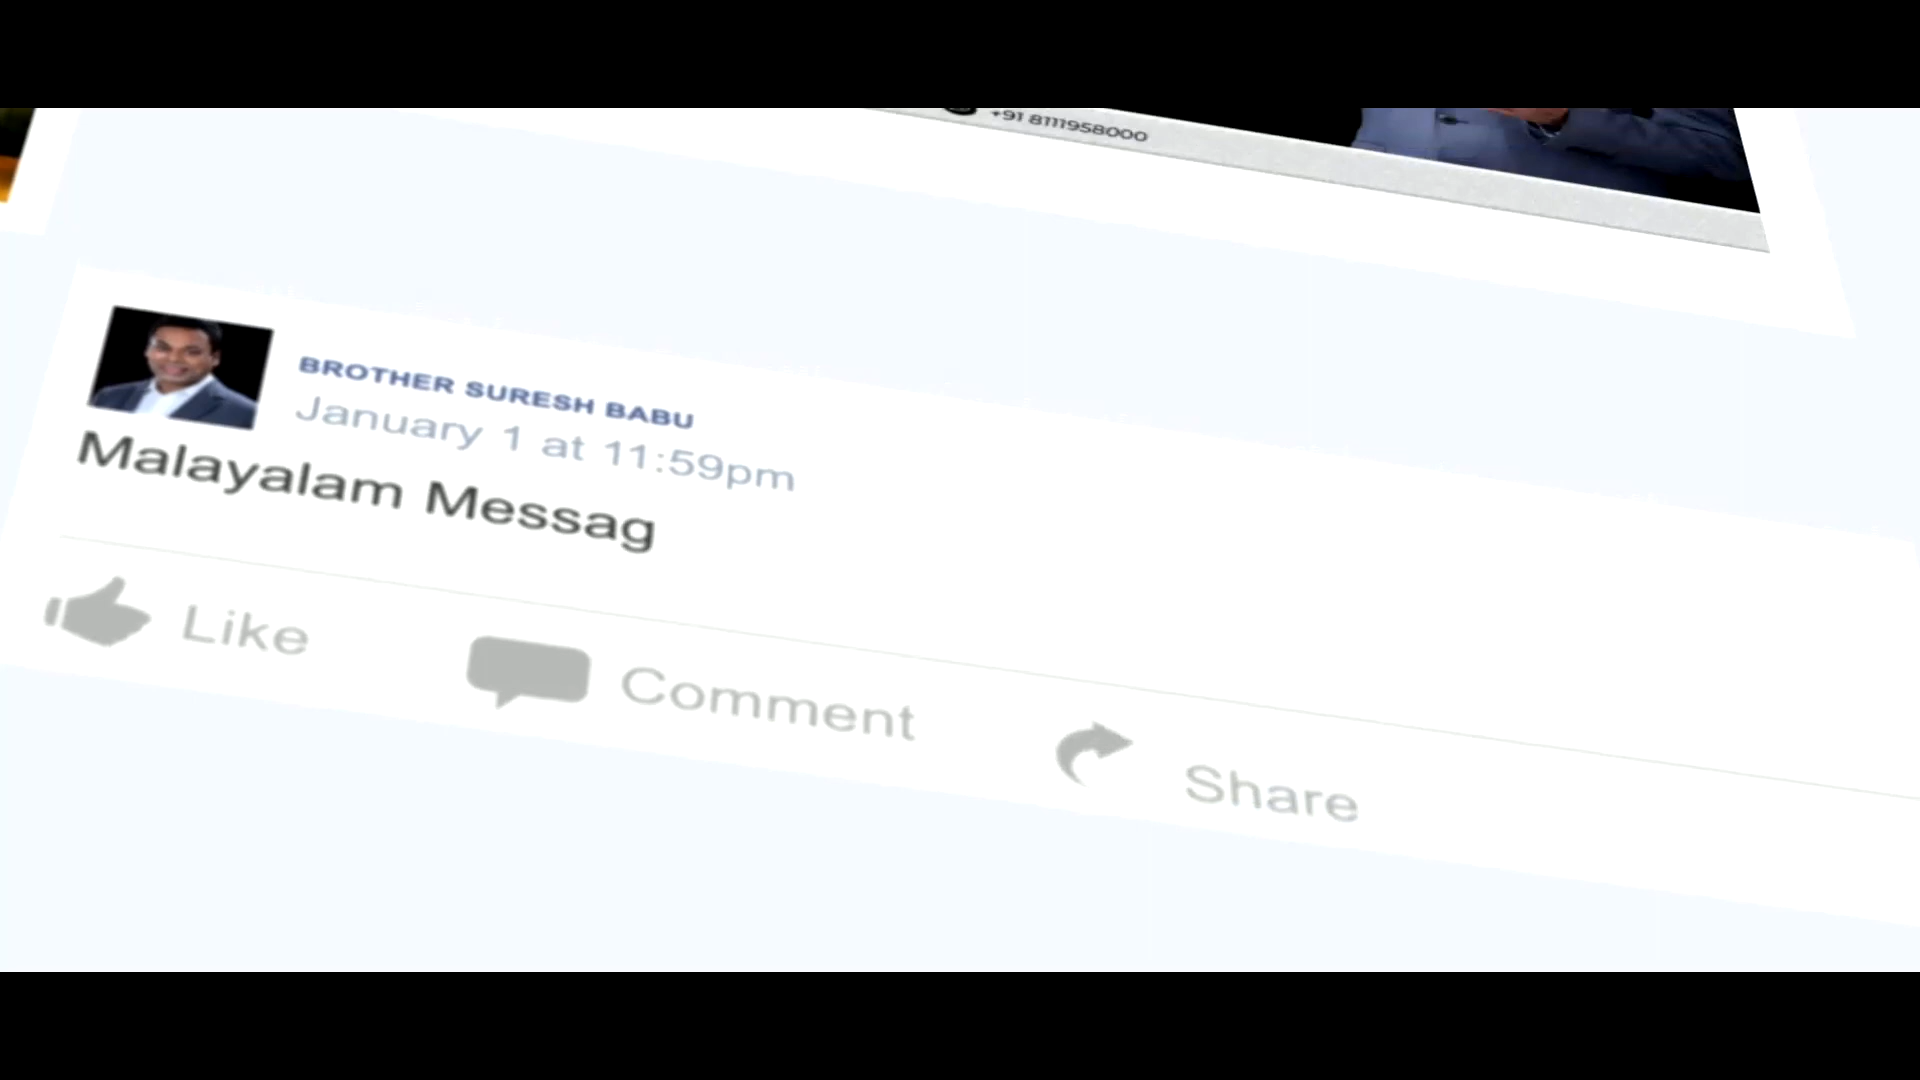 +91 8111958000
BROTHER SURESH BABU
January 1 at 11:59pm
Malayalam Messag
Like
Comment
Share